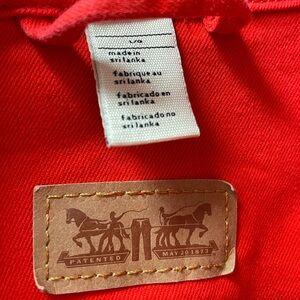 L/G
made in
sri lanka
fabriqué au
sri lanka
fabricado en
sri lanka
fabricado no
sri lanka
PATENTED MAY 20 1873